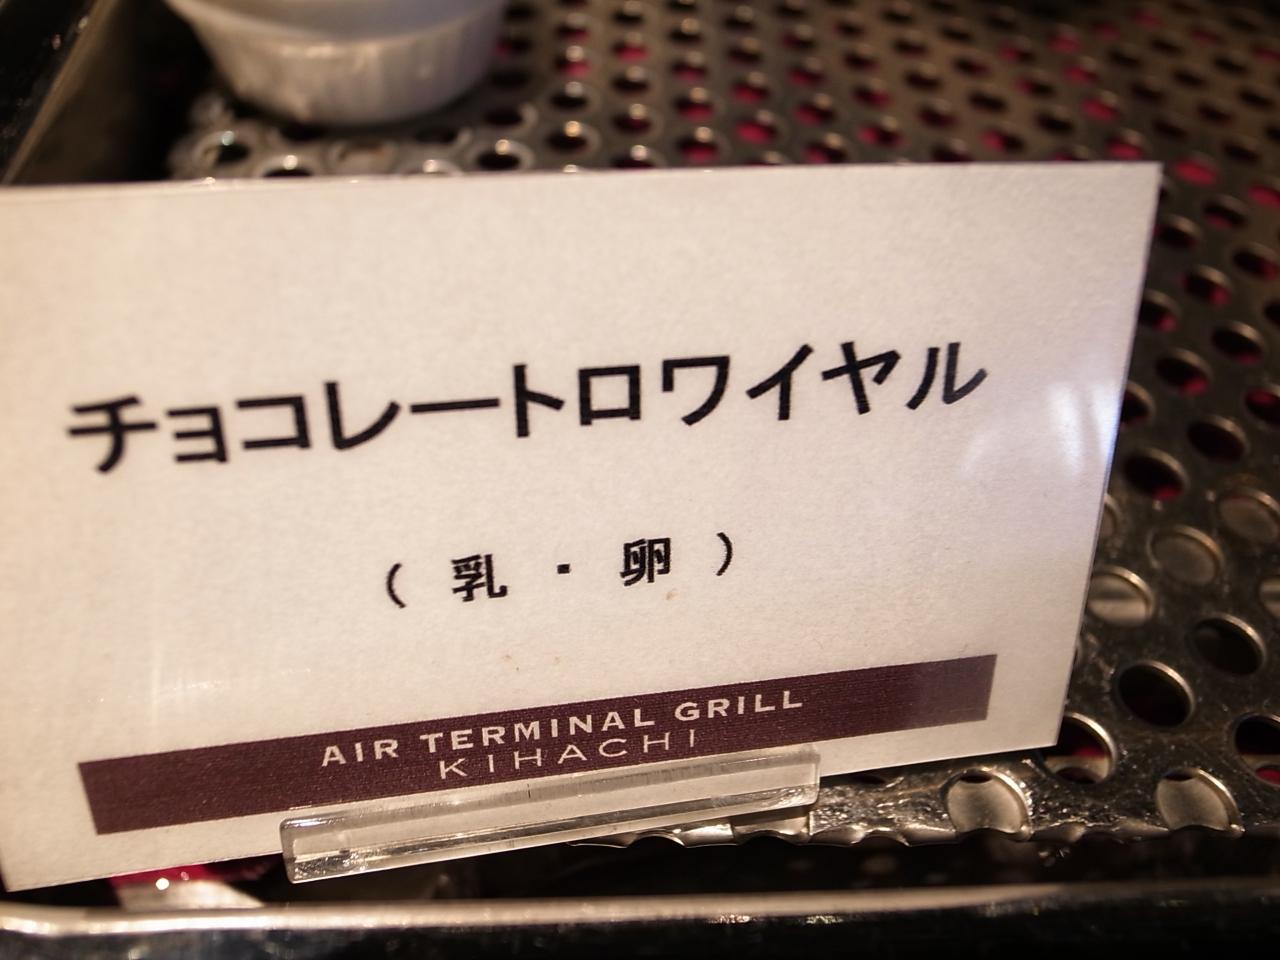 チョコレートロワイヤル
（ 乳 ・ 卵 ）
AIR TERMINAL GRILL
KIHACHI